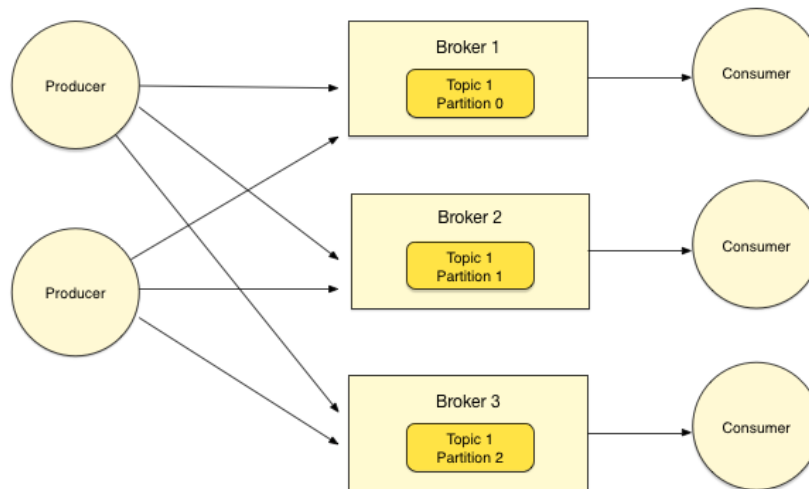 Producer
Producer
Broker 1
Topic 1
Partition 0
Broker 2
Topic 1
Partition 1
Broker 3
Topic 1
Partition 2
Consumer
Consumer
Consumer